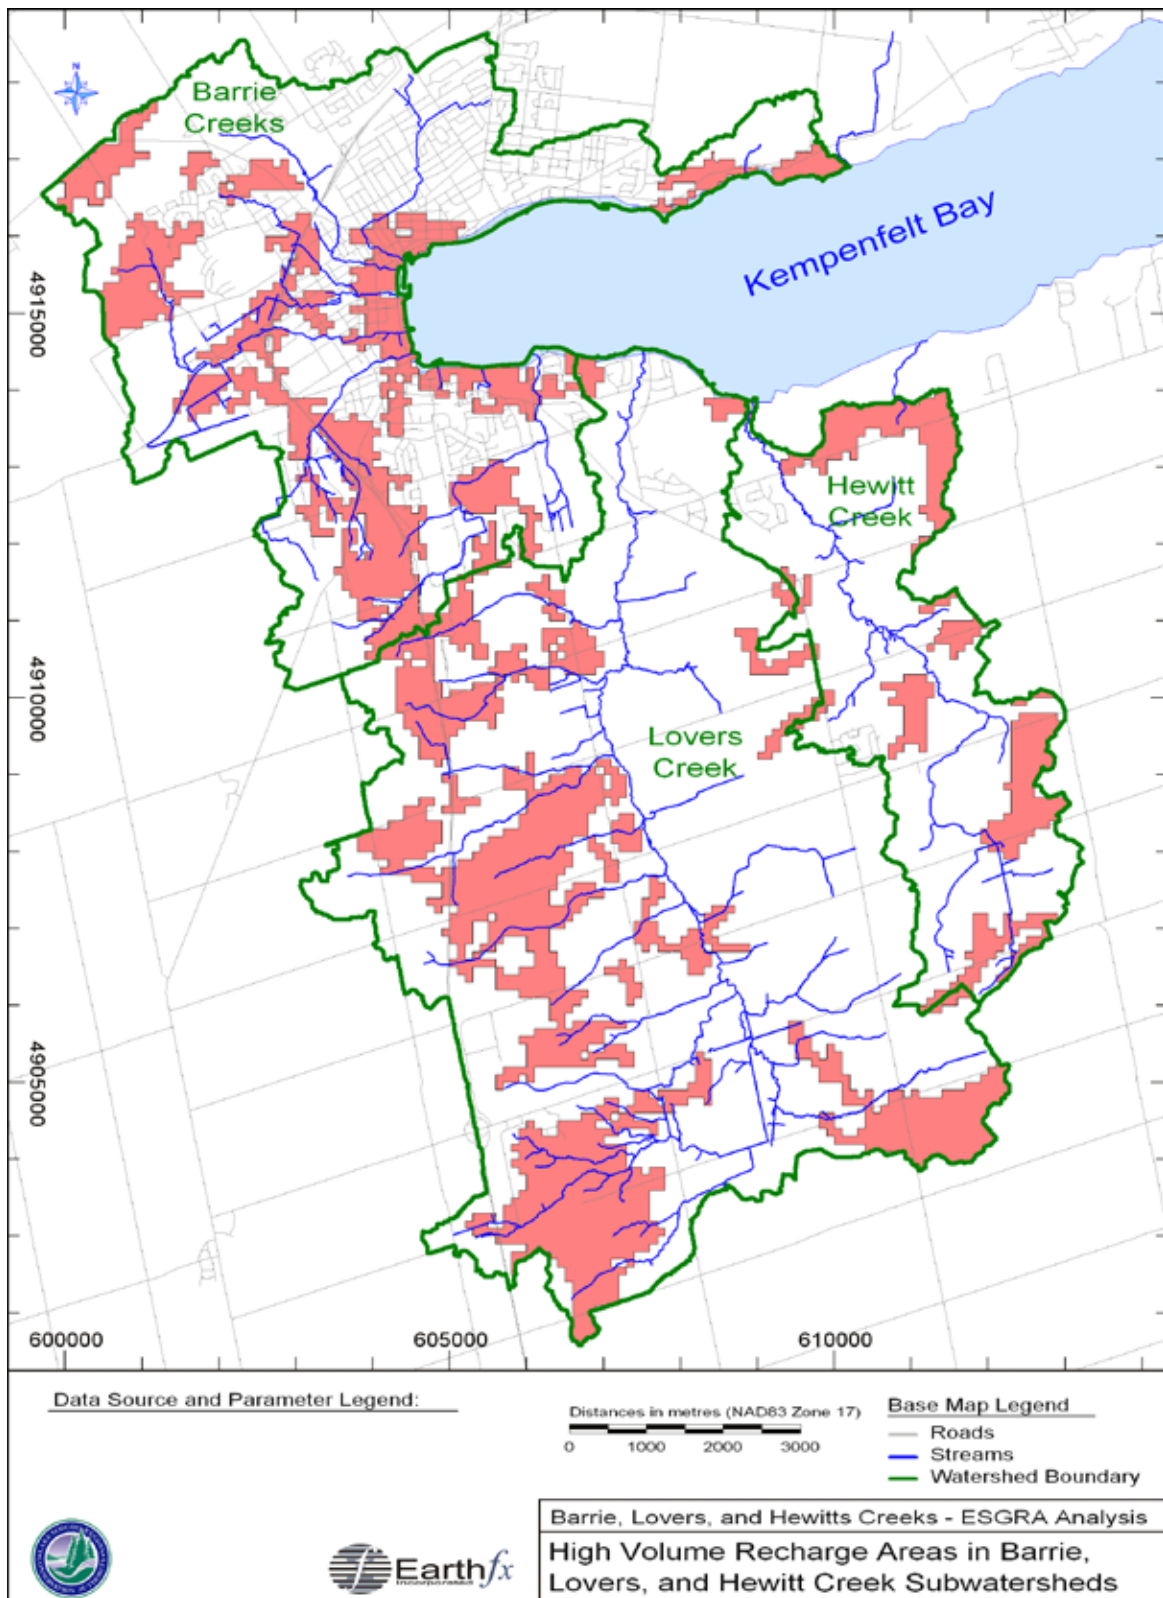 N
Barrie
Creeks
Kempenfelt Bay
4915000
Hewitt
Creek
4910000
Lovers
Creek
4905000
600000
605000
610000
Data Source and Parameter Legend:
Distances in metres (NAD83 Zone 17)
0 1000 2000 3000
Base Map Legend
Roads
Streams
Watershed Boundary
Earthfx
Incorporated
Barrie, Lovers, and Hewitts Creeks - ESGRA Analysis
High Volume Recharge Areas in Barrie,
Lovers, and Hewitt Creek Subwatersheds